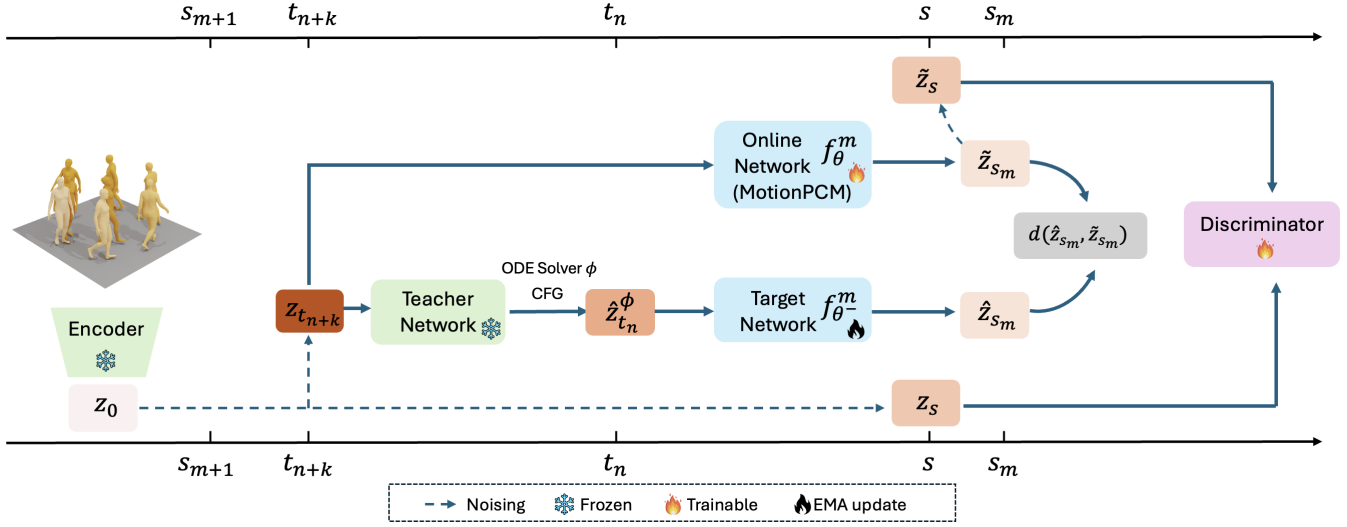 s_{m+1} t_{n+k} t_n s s_m
z̃_s
Online
Network f_θ^m
(MotionPCM)
z̃_{s_m}
d(ẑ_{s_m}, z̃_{s_m})
Discriminator
ODE Solver ϕ
CFG
z_{t_{n+k}}
Teacher
Network
ẑ_{t_n}^ϕ
Target
Network f_{θ^-}^m
ẑ_{s_m}
Encoder
z_0
z_s
s_{m+1} t_{n+k} t_n s s_m
Noising Frozen Trainable EMA update